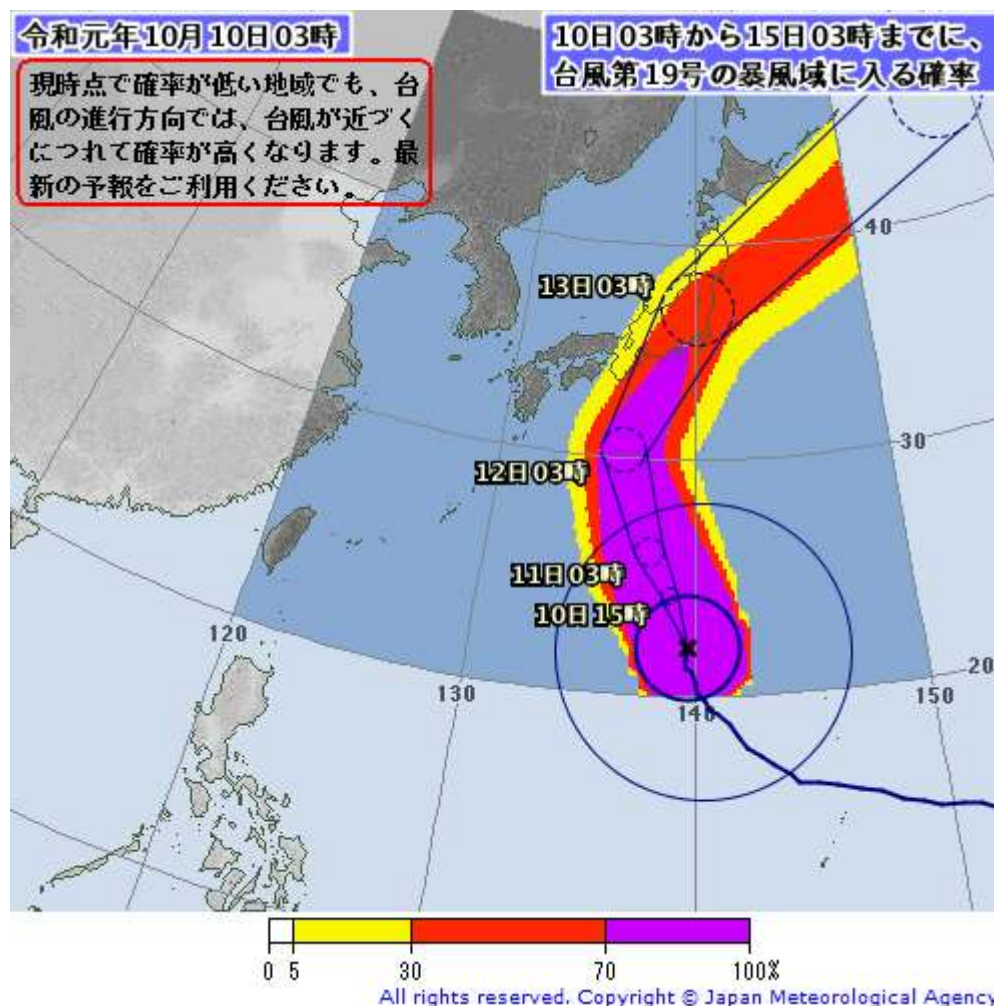 令和元年10月10日03時
10日03時から15日03時までに、
台風第19号の暴風域に入る確率
現時点で確率が低い地域でも、台
風の進行方向では、台風が近づく
につれて確率が高くなります。最
新の予報をご利用ください。
40
13日03時
30
12日03時
11日03時
10日15時
120
20
130
140
150
0 5 30 70 100%
All rights reserved. Copyright © Japan Meteorological Agency